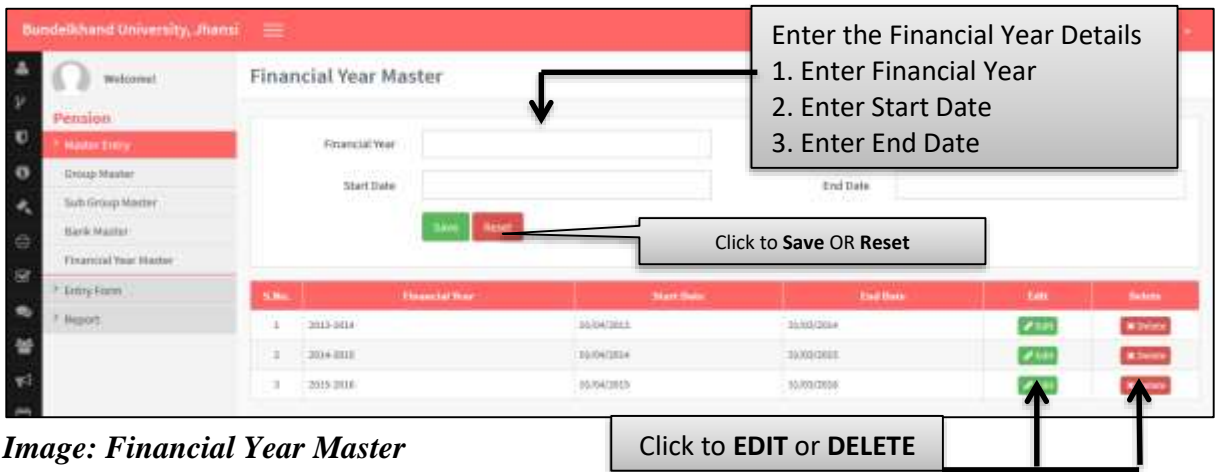 Bundelkhand University, Jhansi
Welcome!
Pension
Master Entry
Group Master
Sub Group Master
Bank Master
Financial Year Master
Entry Form
Report
Financial Year Master
Enter the Financial Year Details
1. Enter Financial Year
2. Enter Start Date
3. Enter End Date
Financial Year
Start Date End Date
Save Reset
Click to Save OR Reset
S.No. Financial Year Start Date End Date Edit Delete
1 2013-2014 Edit Delete
2 Edit Delete
3 2015-2016
Click to EDIT or DELETE
Image: Financial Year Master